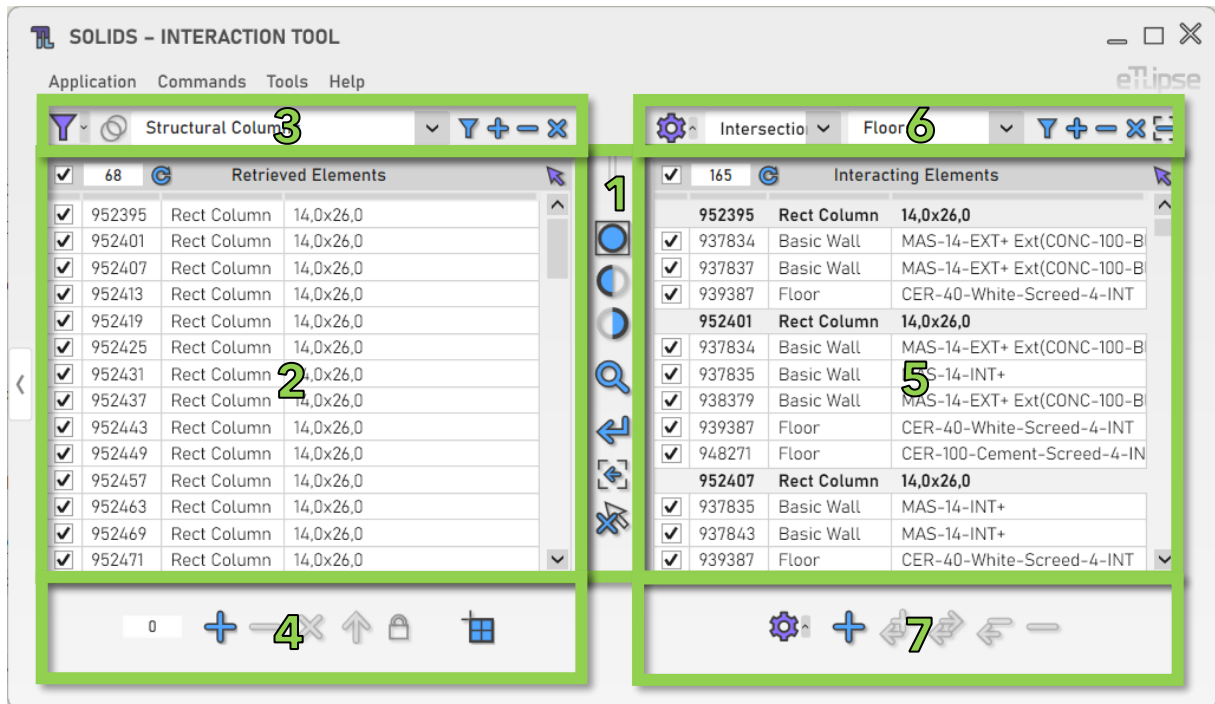 SOLIDS – INTERACTION TOOL
Application Commands Tools Help
eTLipse
3
Structural Colum
6
Intersectio Floor
1
68 Retrieved Elements
165 Interacting Elements
2
952395 Rect Column 14,0x26,0
952401 Rect Column 14,0x26,0
952407 Rect Column 14,0x26,0
952413 Rect Column 14,0x26,0
952419 Rect Column 14,0x26,0
952425 Rect Column 14,0x26,0
952431 Rect Column 14,0x26,0
952437 Rect Column 14,0x26,0
952443 Rect Column 14,0x26,0
952449 Rect Column 14,0x26,0
952457 Rect Column 14,0x26,0
952463 Rect Column 14,0x26,0
952469 Rect Column 14,0x26,0
952471 Rect Column 14,0x26,0
5
952395 Rect Column 14,0x26,0
937834 Basic Wall MAS-14-EXT+ Ext(CONC-100-B
937837 Basic Wall MAS-14-EXT+ Ext(CONC-100-B
939387 Floor CER-40-White-Screed-4-INT
952401 Rect Column 14,0x26,0
937834 Basic Wall MAS-14-EXT+ Ext(CONC-100-B
937835 Basic Wall MAS-14-INT+
938379 Basic Wall MAS-14-EXT+ Ext(CONC-100-B
939387 Floor CER-40-White-Screed-4-INT
948271 Floor CER-100-Cement-Screed-4-IN
952407 Rect Column 14,0x26,0
937835 Basic Wall MAS-14-INT+
937843 Basic Wall MAS-14-INT+
939387 Floor CER-40-White-Screed-4-INT
0
4
7